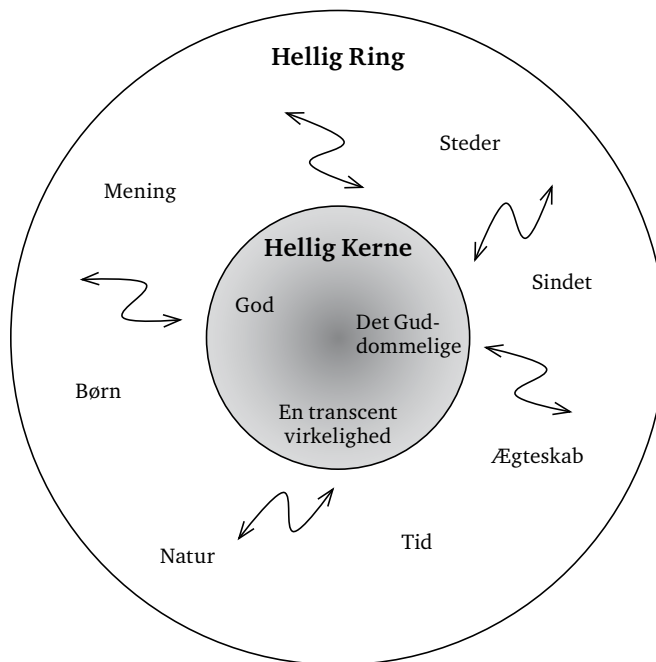 Hellig Ring
Steder
Mening
Hellig Kerne
Sindet
God
Det Gud-
dommelige
Børn
En transcent
virkelighed
Ægteskab
Tid
Natur